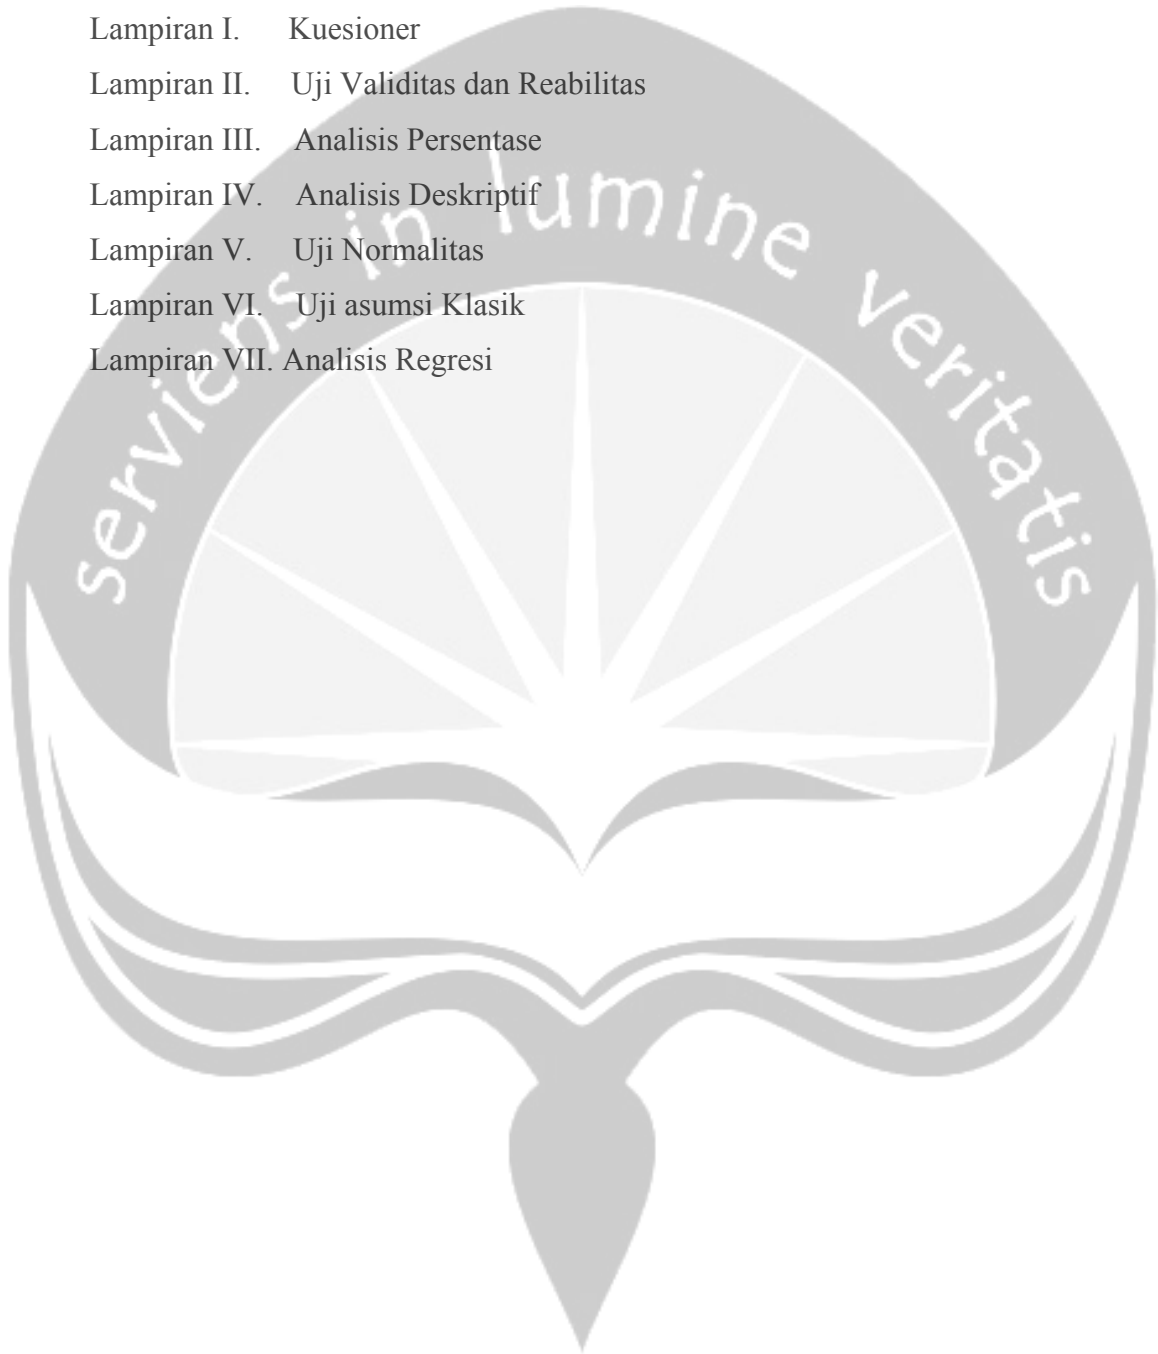 Lampiran I. Kuesioner
Lampiran II. Uji Validitas dan Reabilitas
Lampiran III. Analisis Persentase
Lampiran IV. Analisis Deskriptif
Lampiran V. Uji Normalitas
Lampiran VI. Uji asumsi Klasik
Lampiran VII. Analisis Regresi
serviens in lumine veritatis